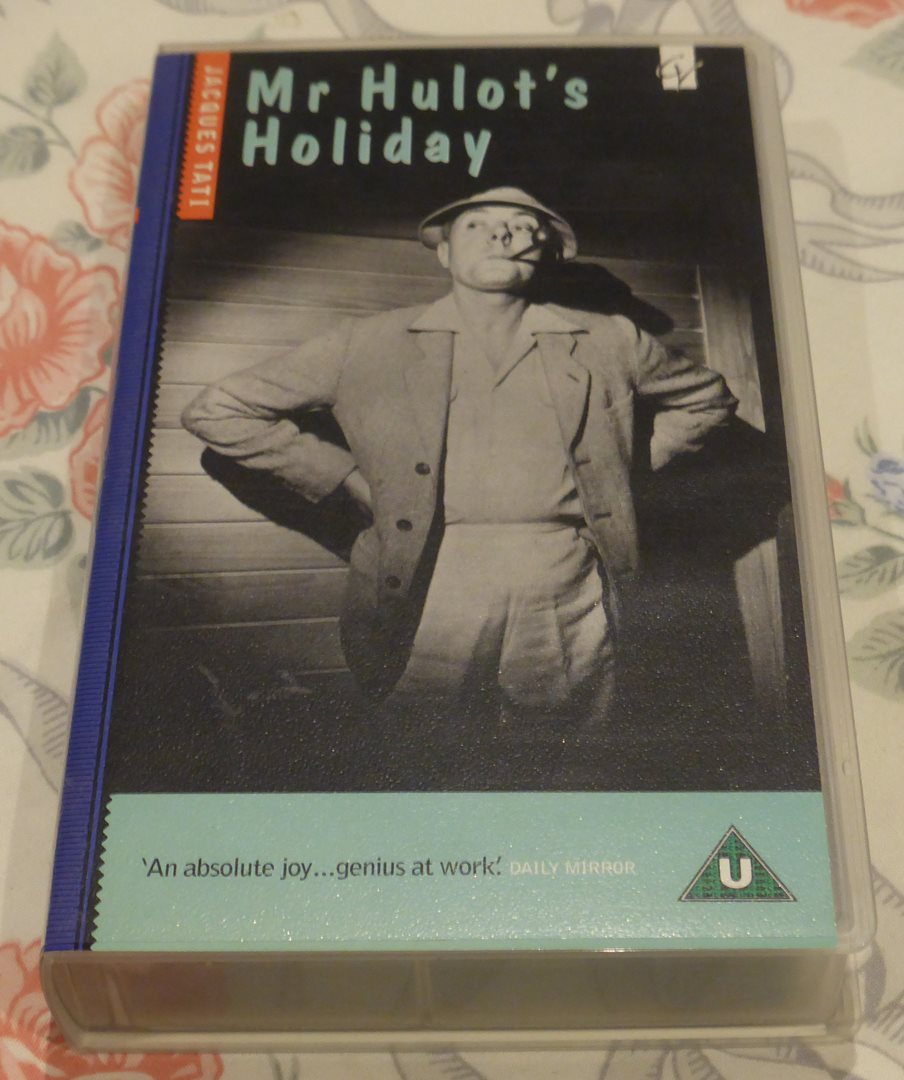 JACQUES TATI
Mr Hulot's
Holiday
'An absolute joy...genius at work'. DAILY MIRROR
U